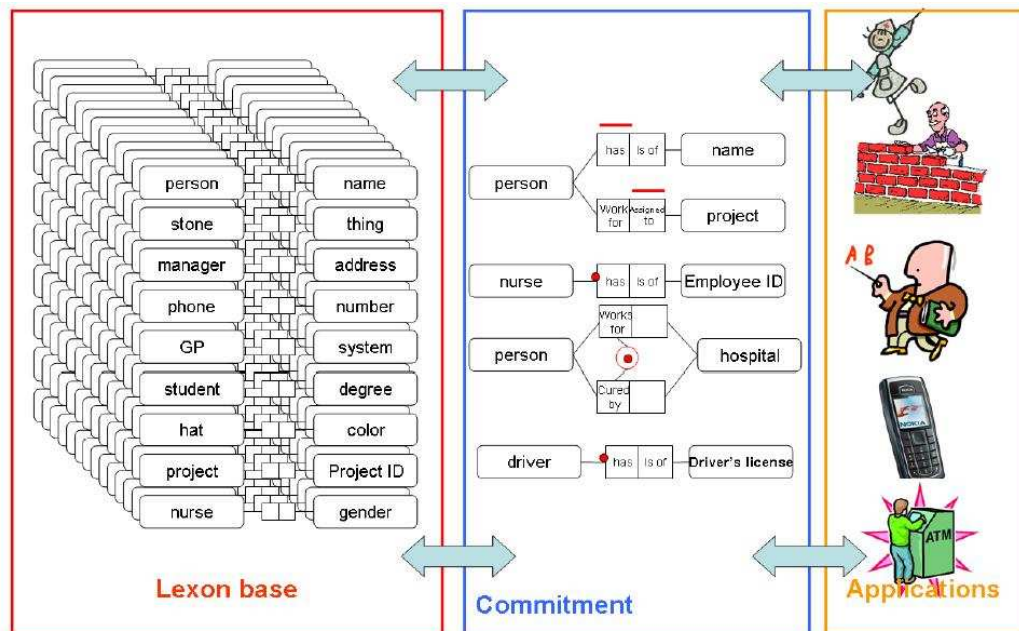 person name
stone thing
manager address
phone number
GP system
student degree
hat color
project Project ID
nurse gender
Lexon base
has is of name
person
Work for Assigned to project
nurse has is of Employee ID
Works for
person hospital
Cured by
driver has is of Driver's license
Commitment
A B
NOKIA
ATM
Applications